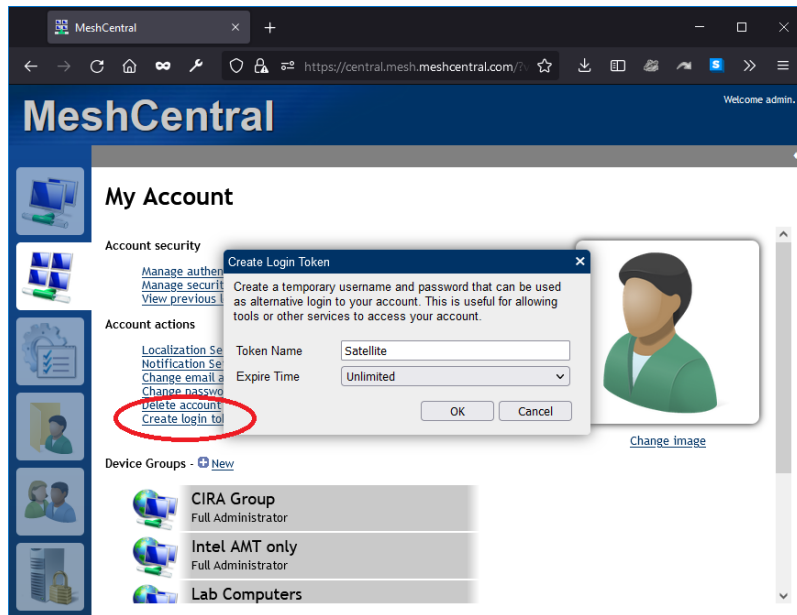 MeshCentral
https://central.mesh.meshcentral.com/?
MeshCentral
Welcome admin.
My Account
Account security
Manage authen
Manage securit
View previous l
Account actions
Localization Se
Notification Se
Change email a
Change passwo
Delete account
Create login to
Create Login Token
Create a temporary username and password that can be used
as alternative login to your account. This is useful for allowing
tools or other services to access your account.
Token Name
Satellite
Expire Time
Unlimited
OK
Cancel
Change image
Device Groups - New
CIRA Group
Full Administrator
Intel AMT only
Full Administrator
Lab Computers